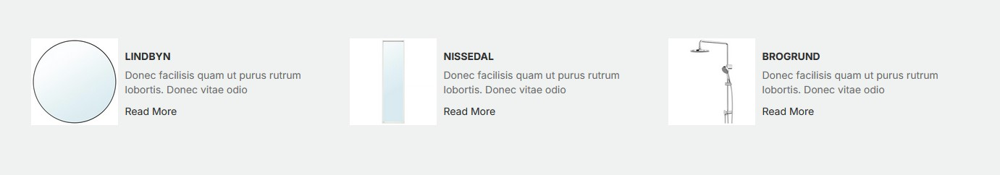 LINDBYN
Donec facilisis quam ut purus rutrum
lobortis. Donec vitae odio
Read More
NISSEDAL
Donec facilisis quam ut purus rutrum
lobortis. Donec vitae odio
Read More
BROGRUND
Donec facilisis quam ut purus rutrum
lobortis. Donec vitae odio
Read More